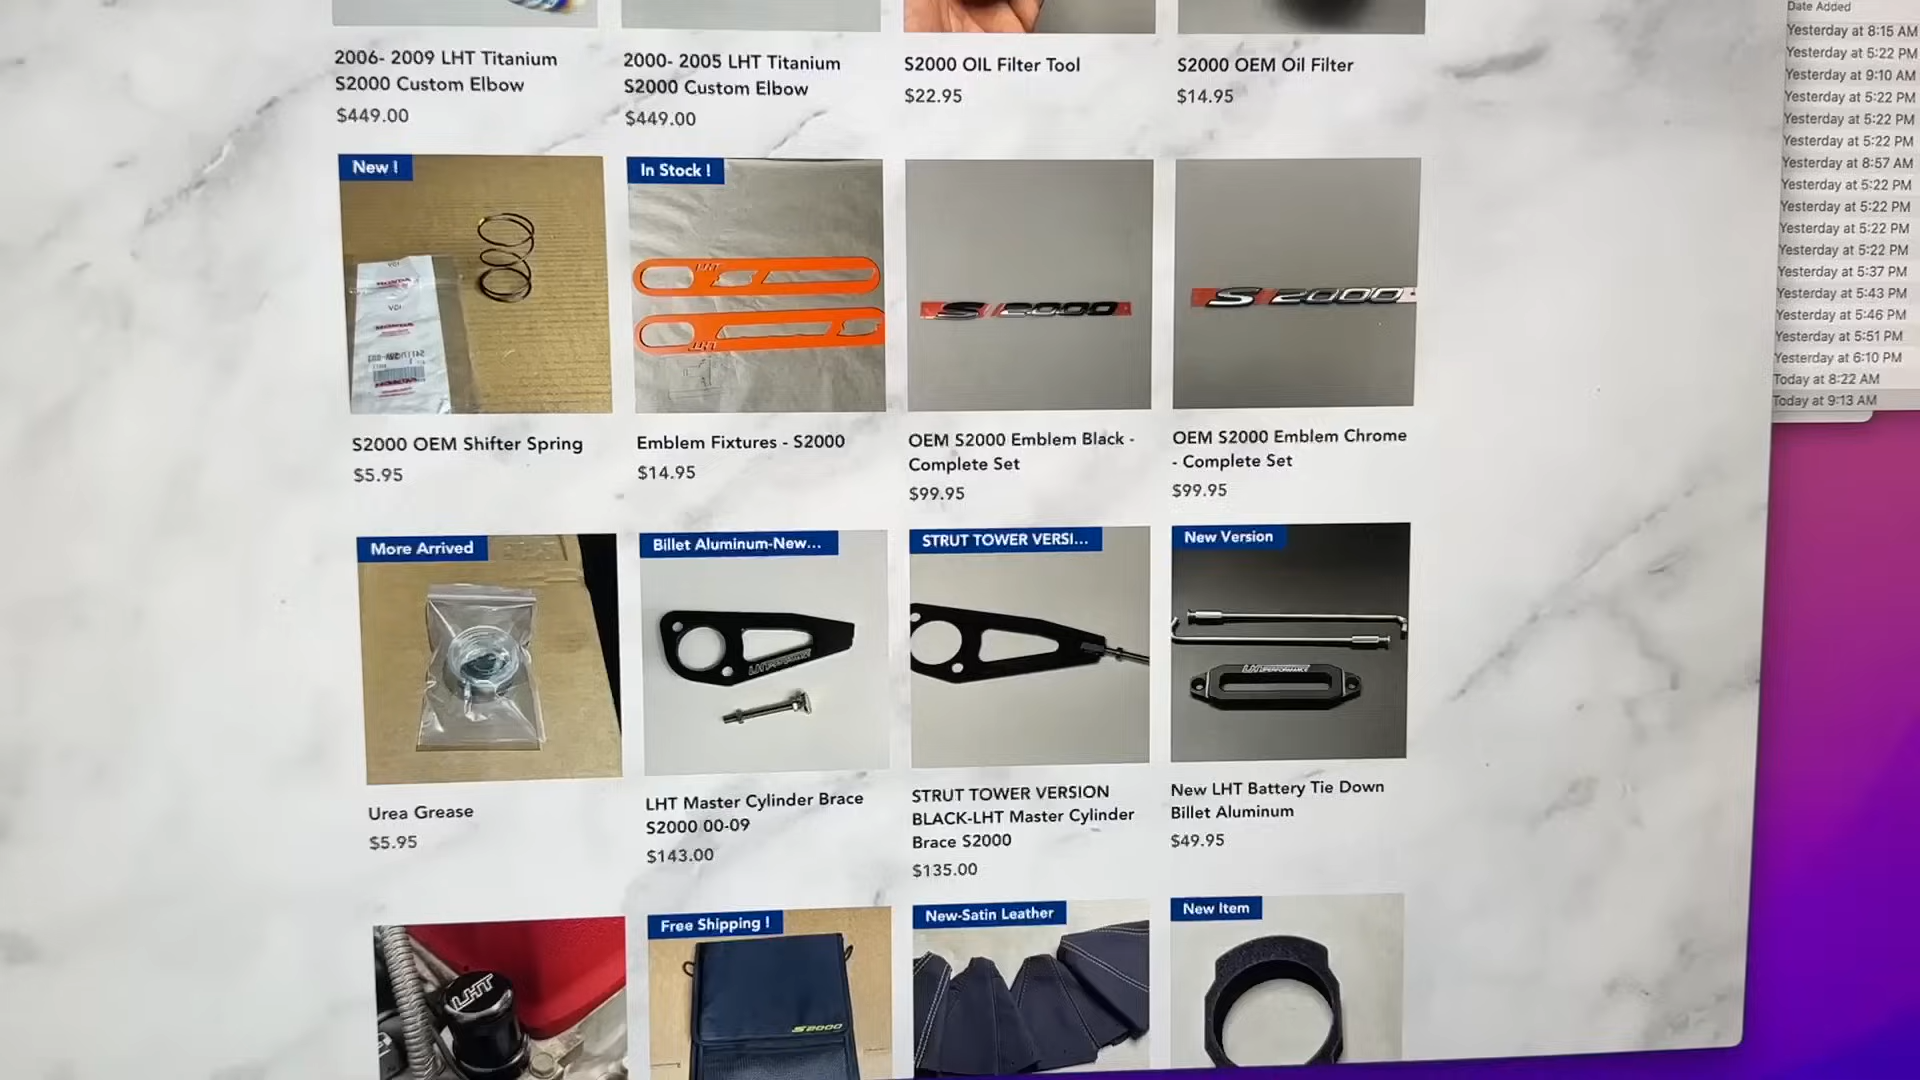 Date Added
Yesterday at 8:15 AM
Yesterday at 5:22 PM
Yesterday at 9:10 AM
Yesterday at 5:22 PM
Yesterday at 5:22 PM
Yesterday at 5:22 PM
Yesterday at 8:57 AM
Yesterday at 5:22 PM
Yesterday at 5:22 PM
Yesterday at 5:22 PM
Yesterday at 5:22 PM
Yesterday at 5:37 PM
Yesterday at 5:43 PM
Yesterday at 5:46 PM
Yesterday at 5:51 PM
Yesterday at 6:10 PM
Today at 8:22 AM
Today at 9:13 AM
2006- 2009 LHT Titanium
S2000 Custom Elbow
$449.00
2000- 2005 LHT Titanium
S2000 Custom Elbow
$449.00
S2000 OIL Filter Tool
$22.95
S2000 OEM Oil Filter
$14.95
New !
HONDA
S2000 OEM Shifter Spring
$5.95
In Stock !
LHT
LHT
Emblem Fixtures - S2000
$14.95
S2000
OEM S2000 Emblem Black -
Complete Set
$99.95
S2000
OEM S2000 Emblem Chrome
- Complete Set
$99.95
More Arrived
Urea Grease
$5.95
Billet Aluminum-New...
LHT PERFORMANCE
LHT Master Cylinder Brace
S2000 00-09
$143.00
STRUT TOWER VERSI...
STRUT TOWER VERSION
BLACK-LHT Master Cylinder
Brace S2000
$135.00
New Version
LHT PERFORMANCE
New LHT Battery Tie Down
Billet Aluminum
$49.95
LHT
Free Shipping !
S2000
New-Satin Leather
New Item